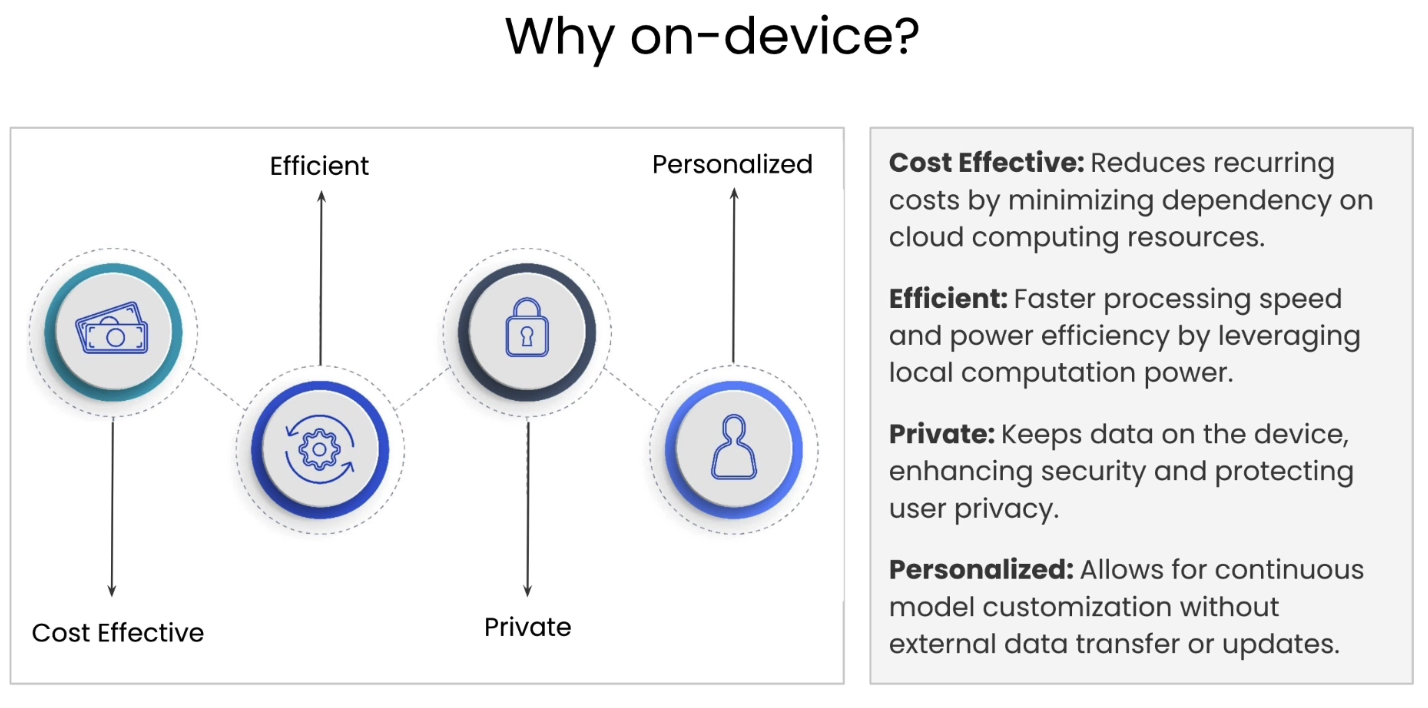 Why on-device?
Efficient
Personalized
Cost Effective
Private
Cost Effective: Reduces recurring
costs by minimizing dependency on
cloud computing resources.
Efficient: Faster processing speed
and power efficiency by leveraging
local computation power.
Private: Keeps data on the device,
enhancing security and protecting
user privacy.
Personalized: Allows for continuous
model customization without
external data transfer or updates.